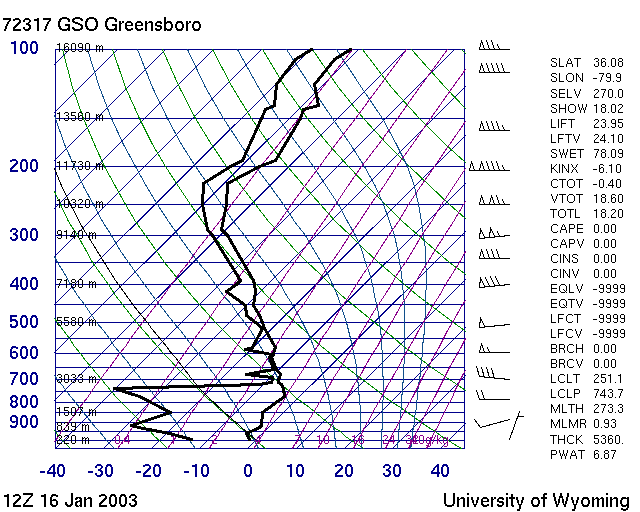 72317 GSO Greensboro
100
16090 m
13560 m
200
11730 m
10320 m
300
9140 m
400
7180 m
500
5580 m
600
700
3033 m
800
1507 m
900
839 m
220 m
0.4
1
2
4
7
10
16
24
32
40g/kg
-40
-30
-20
-10
0
10
20
30
40
SLAT 36.08
SLON -79.9
SELV 270.0
SHOW 18.02
LIFT 23.95
LFTV 24.10
SWET 78.09
KINX -6.10
CTOT -0.40
VTOT 18.60
TOTL 18.20
CAPE 0.00
CAPV 0.00
CINS 0.00
CINV 0.00
EQLV -9999
EQTV -9999
LFCT -9999
LFCV -9999
BRCH 0.00
BRCV 0.00
LCLT 251.1
LCLP 743.7
MLTH 273.3
MLMR 0.93
THCK 5360.
PWAT 6.87
12Z 16 Jan 2003
University of Wyoming